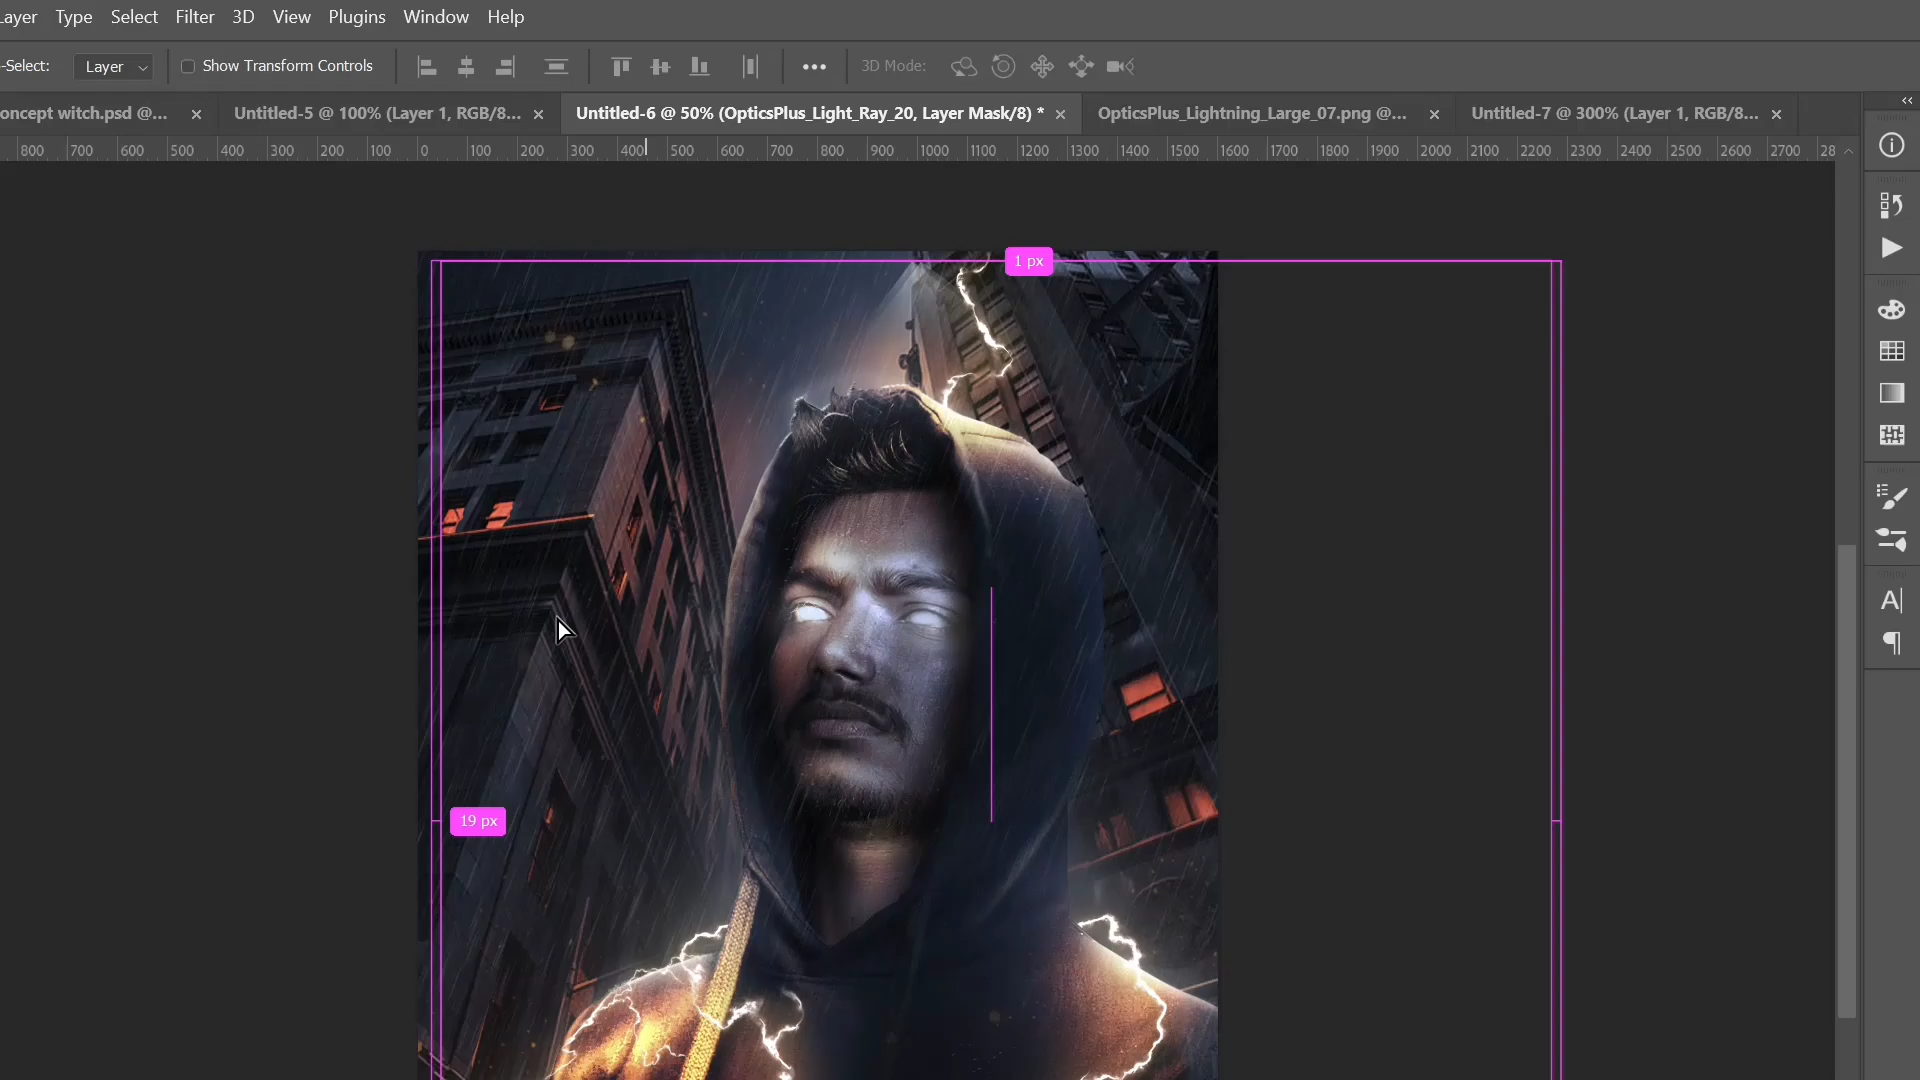 Layer Type Select Filter 3D View Plugins Window Help
-Select: Layer Show Transform Controls ••• 3D Mode:
oncept witch.psd @... × Untitled-5 @ 100% (Layer 1, RGB/8... × Untitled-6 @ 50% (OpticsPlus_Light_Ray_20, Layer Mask/8) * × OpticsPlus_Lightning_Large_07.png @... × Untitled-7 @ 300% (Layer 1, RGB/8... ×
800 700 600 500 400 300 200 100 0 100 200 300 400 500 600 700 800 900 1000 1100 1200 1300 1400 1500 1600 1700 1800 1900 2000 2100 2200 2300 2400 2500 2600 2700 28
1 px
19 px